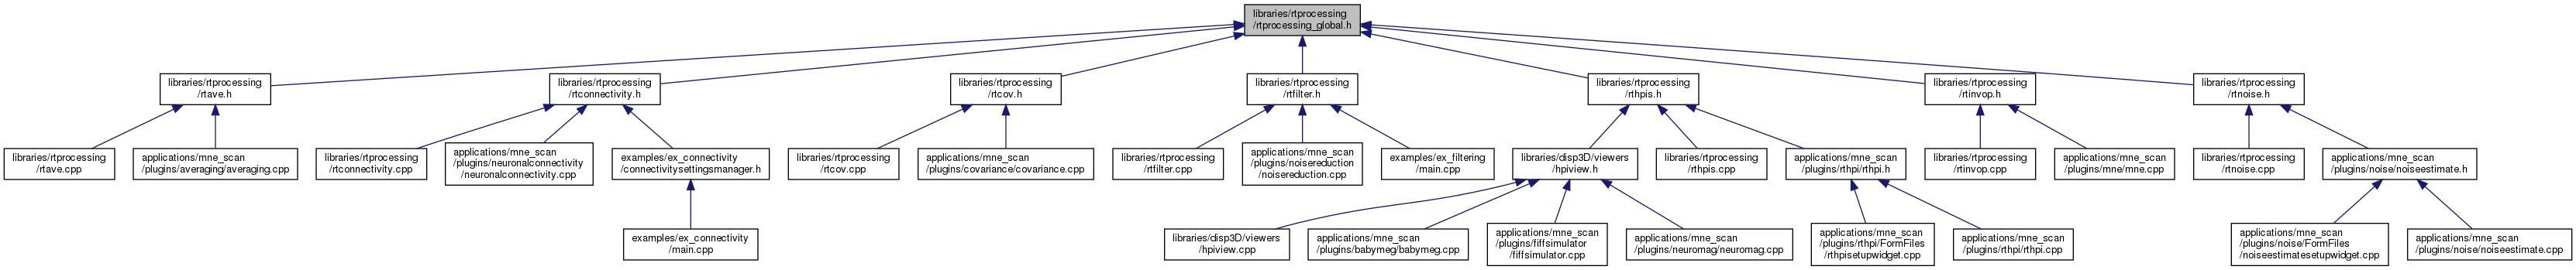 libraries/rtprocessing
/rtprocessing_global.h
libraries/rtprocessing
/rtave.h
libraries/rtprocessing
/rtconnectivity.h
libraries/rtprocessing
/rtcov.h
libraries/rtprocessing
/rtfilter.h
libraries/rtprocessing
/rthpis.h
libraries/rtprocessing
/rtinvop.h
libraries/rtprocessing
/rtnoise.h
libraries/rtprocessing
/rtave.cpp
applications/mne_scan
/plugins/averaging/averaging.cpp
libraries/rtprocessing
/rtconnectivity.cpp
applications/mne_scan
/plugins/neuronalconnectivity
/neuronalconnectivity.cpp
examples/ex_connectivity
/connectivitysettingsmanager.h
libraries/rtprocessing
/rtcov.cpp
applications/mne_scan
/plugins/covariance/covariance.cpp
libraries/rtprocessing
/rtfilter.cpp
applications/mne_scan
/plugins/noisereduction
/noisereduction.cpp
examples/ex_filtering
/main.cpp
libraries/disp3D/viewers
/hpiview.h
libraries/rtprocessing
/rthpis.cpp
applications/mne_scan
/plugins/rthpi/rthpi.h
libraries/rtprocessing
/rtinvop.cpp
applications/mne_scan
/plugins/mne/mne.cpp
libraries/rtprocessing
/rtnoise.cpp
applications/mne_scan
/plugins/noise/noiseestimate.h
examples/ex_connectivity
/main.cpp
libraries/disp3D/viewers
/hpiview.cpp
applications/mne_scan
/plugins/babymeg/babymeg.cpp
applications/mne_scan
/plugins/fiffsimulator
/fiffsimulator.cpp
applications/mne_scan
/plugins/neuromag/neuromag.cpp
applications/mne_scan
/plugins/rthpi/FormFiles
/rthpisetupwidget.cpp
applications/mne_scan
/plugins/rthpi/rthpi.cpp
applications/mne_scan
/plugins/noise/FormFiles
/noiseestimatesetupwidget.cpp
applications/mne_scan
/plugins/noise/noiseestimate.cpp